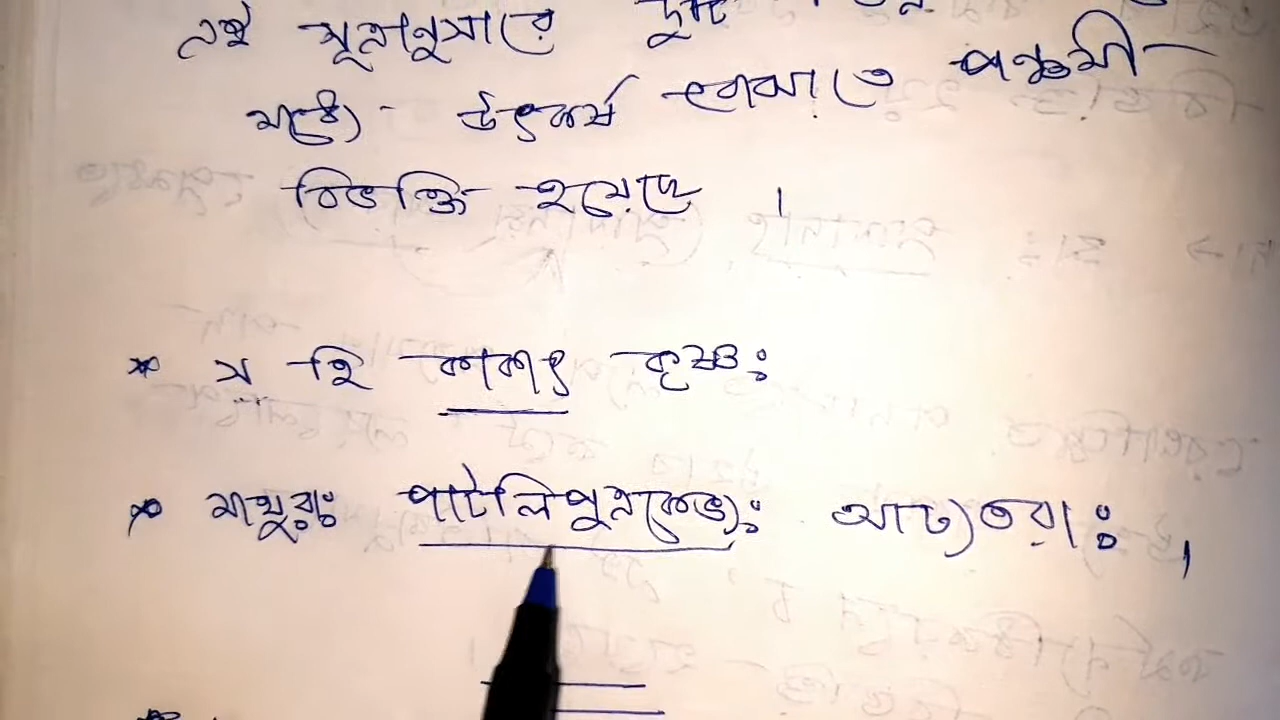 এই সূত্রানুসারে দুটি
মধ্যে উৎকর্ষ বোঝাতে পঞ্চমী
বিভক্তি হয়েছে ।
* স হি কাকাৎ কৃষ্ণঃ
* মাথুরাঃ পাটলিপুত্রকেভ্যঃ আঢ্যতরাঃ ,